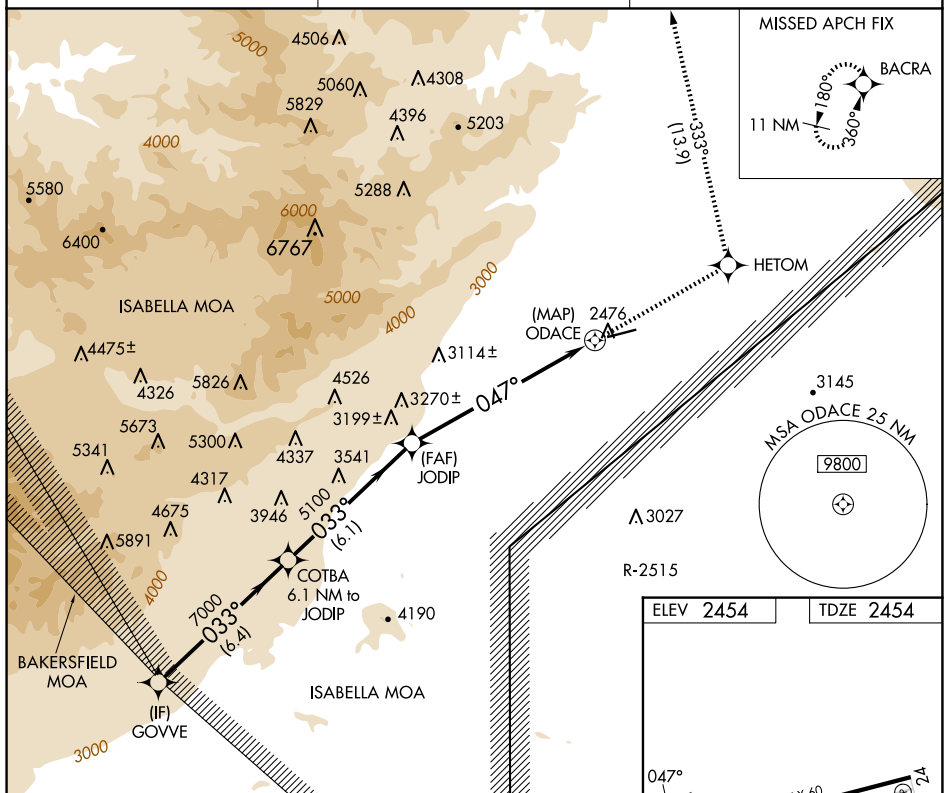 5000
4506
5060
4308
5829
4396
5203
4000
5288
5580
6000
6400
6767
3000
333°
(13.9)
MISSED APCH FIX
BACRA
180°
11 NM
360°
HETOM
ISABELLA MOA
5000
4000
(MAP)
ODACE
2476
4475±
4326
5826
4526
3114±
3270±
3199±
047°
3145
5673
5341
5300
4337
(FAF)
JODIP
MSA ODACE 25 NM
9800
4317
3946
3541
4675
5891
5100
033°
(6.1)
3027
R-2515
4000
COTBA
6.1 NM to
JODIP
7000
033°
(6.4)
4190
BAKERSFIELD
MOA
ISABELLA MOA
(IF)
GOVVE
3000
ELEV 2454
TDZE 2454
047°
24